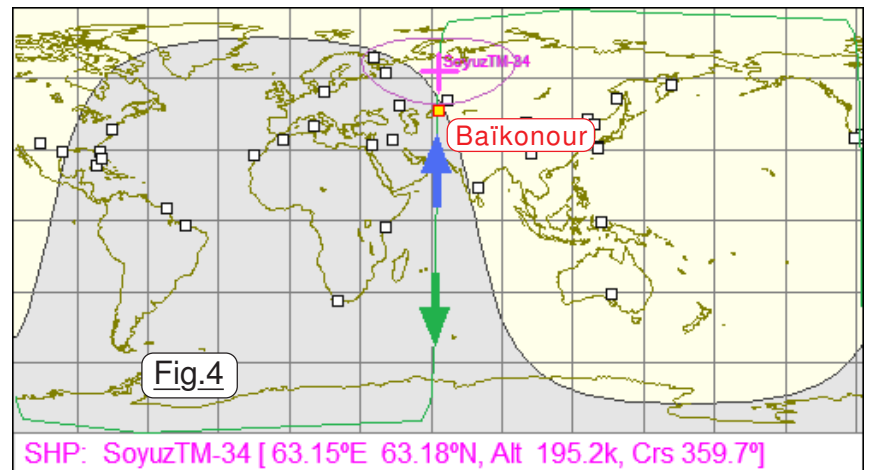 SoyuzTM-34
Baïkonour
Fig.4
SHP: SoyuzTM-34 [ 63.15ºE 63.18ºN, Alt 195.2k, Crs 359.7º]